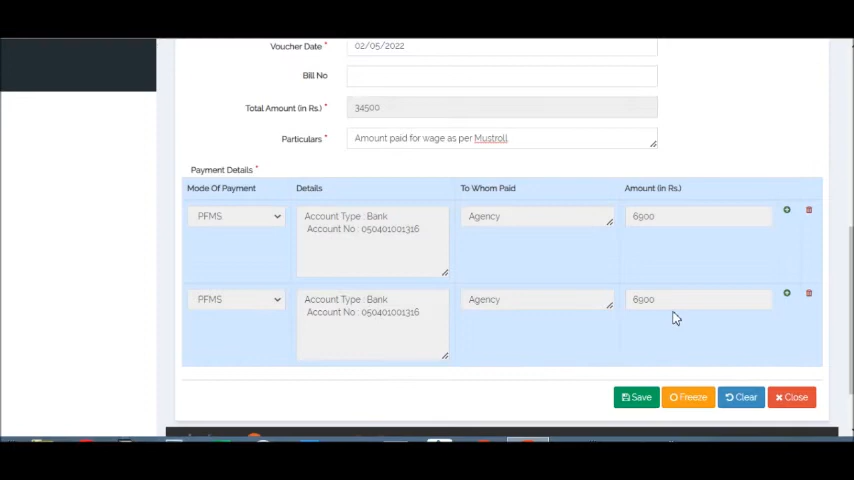 Voucher Date * 02/05/2022
Bill No
Total Amount (in Rs.) * 34500
Particulars * Amount paid for wage as per Mustroll
Payment Details *
Mode Of Payment Details To Whom Paid Amount (in Rs.)
PFMS Account Type : Bank Agency 6900
Account No : 050401001316
PFMS Account Type : Bank Agency 6900
Account No : 050401001316
Save Freeze Clear Close